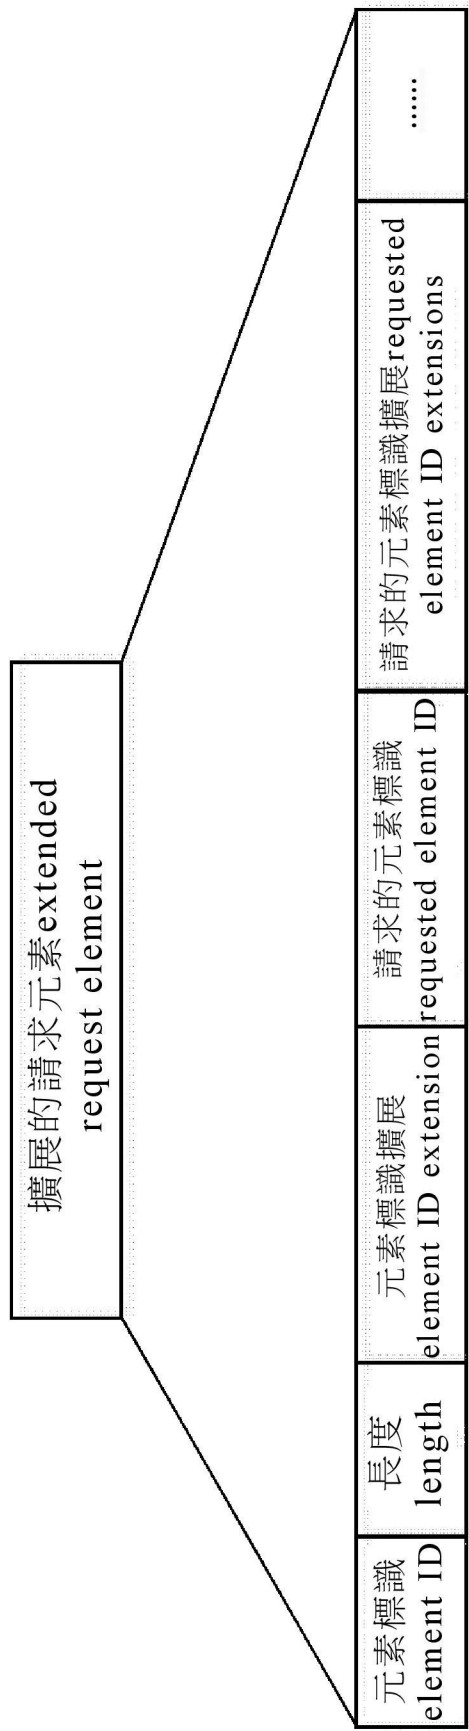 擴展的請求元素extended
request element
元素標識
element ID
長度
length
元素標識擴展
element ID extension
請求的元素標識
requested element ID
請求的元素標識擴展requested
element ID extensions
......